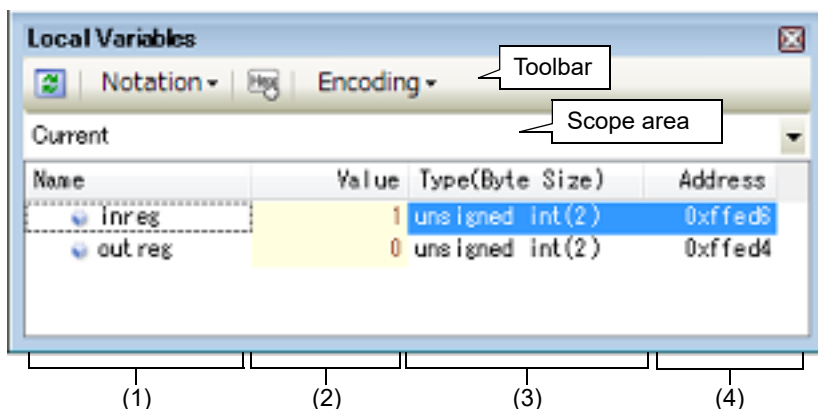 Local Variables
Notation Hex Encoding Toolbar
Current Scope area
Name Value Type(Byte Size) Address
inreg 1 unsigned int(2) 0xffed6
outreg 0 unsigned int(2) 0xffed4
(1) (2) (3) (4)